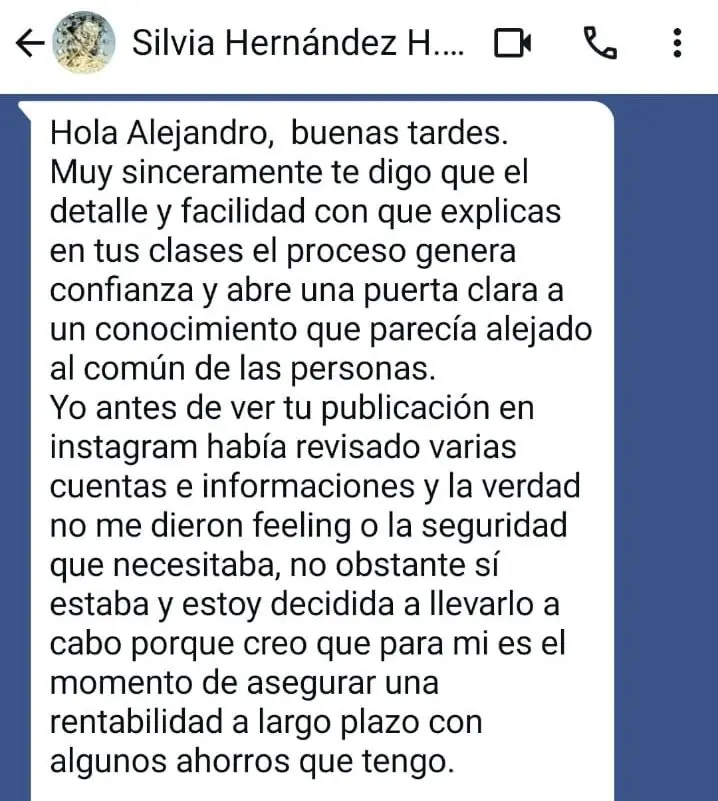 Silvia Hernández H....
Hola Alejandro,  buenas tardes.
Muy sinceramente te digo que el
detalle y facilidad con que explicas
en tus clases el proceso genera
confianza y abre una puerta clara a
un conocimiento que parecía alejado
al común de las personas.
Yo antes de ver tu publicación en
instagram había revisado varias
cuentas e informaciones y la verdad
no me dieron feeling o la seguridad
que necesitaba, no obstante sí
estaba y estoy decidida a llevarlo a
cabo porque creo que para mi es el
momento de asegurar una
rentabilidad a largo plazo con
algunos ahorros que tengo.